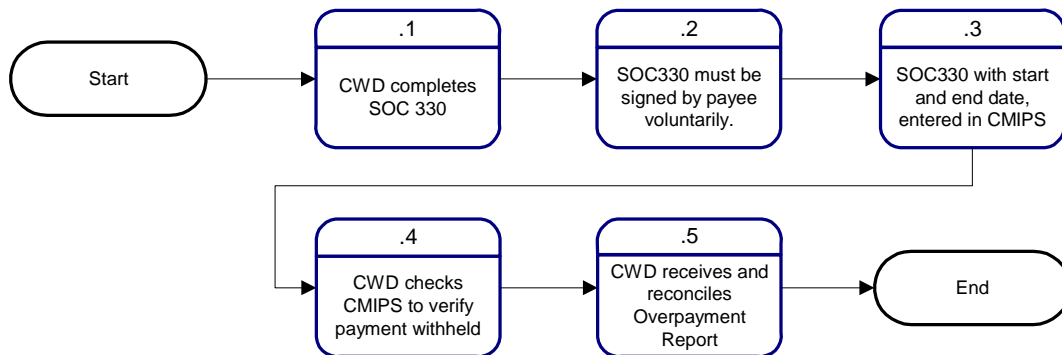 Start
.1
CWD completes
SOC 330
.2
SOC330 must be
signed by payee
voluntarily.
.3
SOC330 with start
and end date,
entered in CMIPS
.4
CWD checks
CMIPS to verify
payment withheld
.5
CWD receives and
reconciles
Overpayment
Report
End